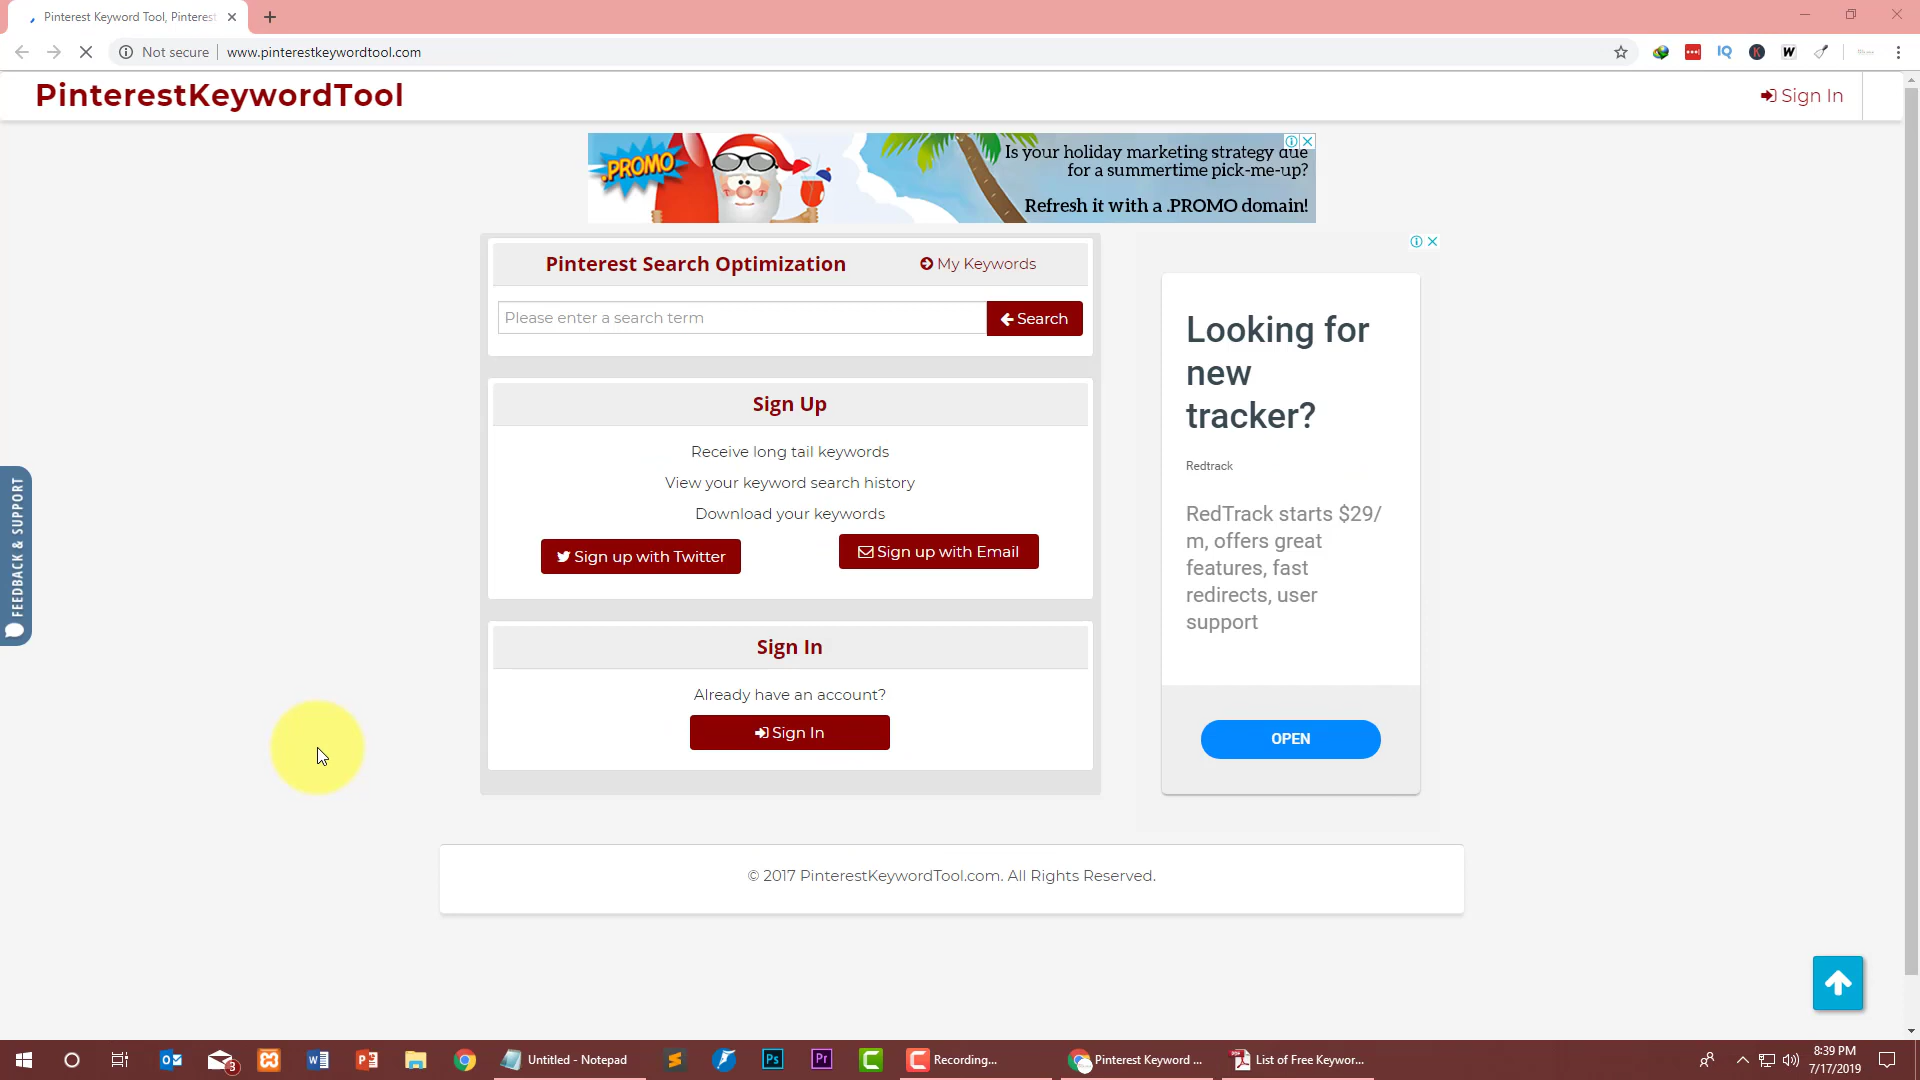 Pinterest Keyword Tool, Pinteres
Not secure
www.pinterestkeywordtool.com
IQ
K
W
PinterestKeywordTool
Sign In
PROMO
Is your holiday marketing strategy due
for a summertime pick-me-up?
Refresh it with a .PROMO domain!
Pinterest Search Optimization
My Keywords
Please enter a search term
Search
Sign Up
Receive long tail keywords
View your keyword search history
Download your keywords
Sign up with Twitter
Sign up with Email
Sign In
Already have an account?
Sign In
Looking for
new
tracker?
Redtrack
RedTrack starts $29/
m, offers great
features, fast
redirects, user
support
OPEN
FEEDBACK & SUPPORT
© 2017 PinterestKeywordTool.com. All Rights Reserved.
3
Untitled - Notepad
Ps
Pr
Recording...
Pinterest Keyword ...
List of Free Keywor...
8:39 PM
7/17/2019